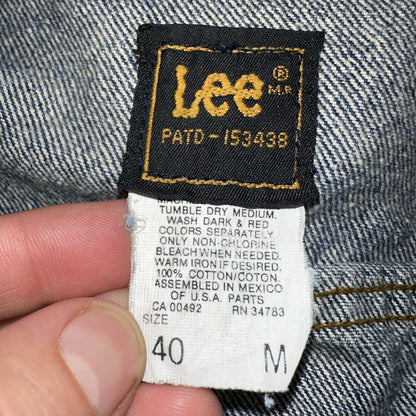 Lee ® M.R.
PATD-153438
TUMBLE DRY MEDIUM.
WASH DARK & RED
COLORS SEPARATELY
ONLY NON-CHLORINE
BLEACH WHEN NEEDED.
WARM IRON IF DESIRED.
100% COTTON/COTON.
ASSEMBLED IN MEXICO
OF U.S.A. PARTS
CA 00492 RN 34783
SIZE
40 M